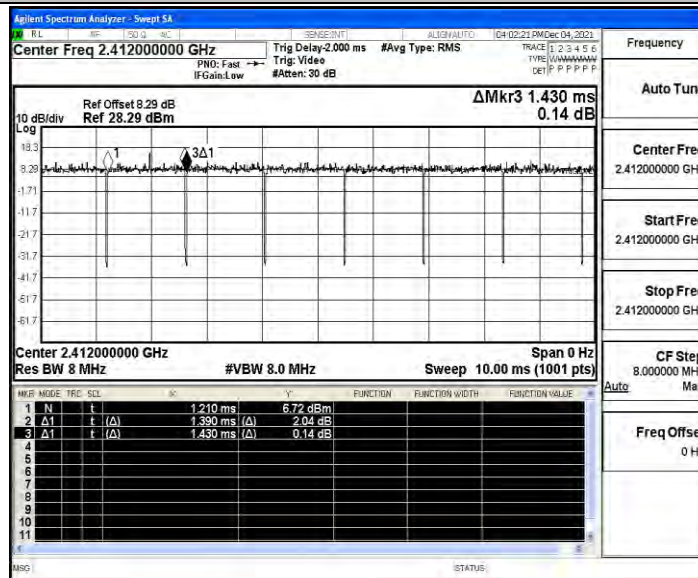 Agilent Spectrum Analyzer - Swept SA
RL RF 50 Ω AC SENSE:INT ALIGNAUTO 04:02:21 PM Dec 04, 2021
Center Freq 2.412000000 GHz
PNO: Fast
IFGain:Low
Trig Delay-2.000 ms
Trig: Video
#Atten: 30 dB
#Avg Type: RMS
TRACE 1 2 3 4 5 6
TYPE
DET P P P P P P
ΔMkr3 1.430 ms
0.14 dB
10 dB/div
Log
Ref Offset 8.29 dB
Ref 28.29 dBm
18.3
8.29
-1.71
-11.7
-21.7
-31.7
-41.7
-51.7
-61.7
1
3Δ1
Center 2.412000000 GHz Span 0 Hz
Res BW 8 MHz #VBW 8.0 MHz Sweep 10.00 ms (1001 pts)
MKR MODE TRC SCL X Y FUNCTION FUNCTION WIDTH FUNCTION VALUE
1 N t 1.210 ms 6.72 dBm
2 Δ1 t (Δ) 1.390 ms (Δ) 2.04 dB
3 Δ1 t (Δ) 1.430 ms (Δ) 0.14 dB
4
5
6
7
8
9
10
11
MSG STATUS
Frequency
Auto Tun
Center Fre
2.412000000 GH
Start Fre
2.412000000 GH
Stop Fre
2.412000000 GH
CF Step
8.000000 MH
Auto Ma
Freq Offse
0 H